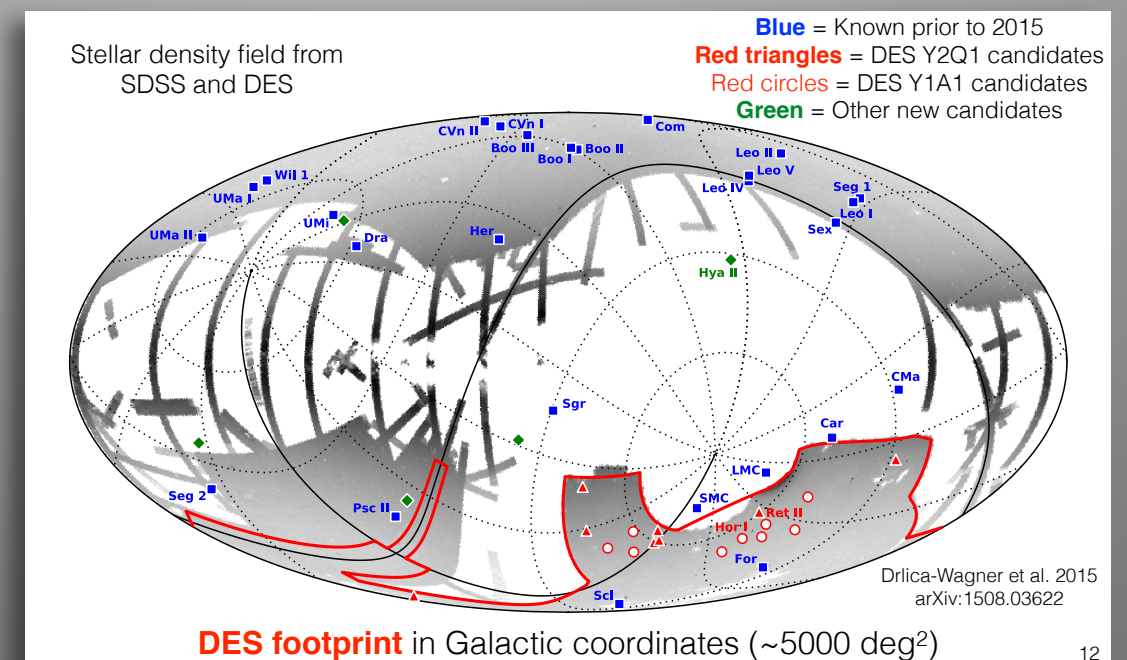 Stellar density field from
SDSS and DES
Blue = Known prior to 2015
Red triangles = DES Y2Q1 candidates
Red circles = DES Y1A1 candidates
Green = Other new candidates
CVn II
CVn I
Com
Boo III
Boo I
Boo II
Leo II
Wil 1
Leo V
UMa I
Leo IV
Seg 1
Leo I
UMi
Sex
UMa II
Dra
Her
Hya II
CMa
Sgr
Car
LMC
Seg 2
SMC
Psc II
Ret II
Hor I
For
Scl
Drlica-Wagner et al. 2015
arXiv:1508.03622
DES footprint in Galactic coordinates (~5000 deg²)
12